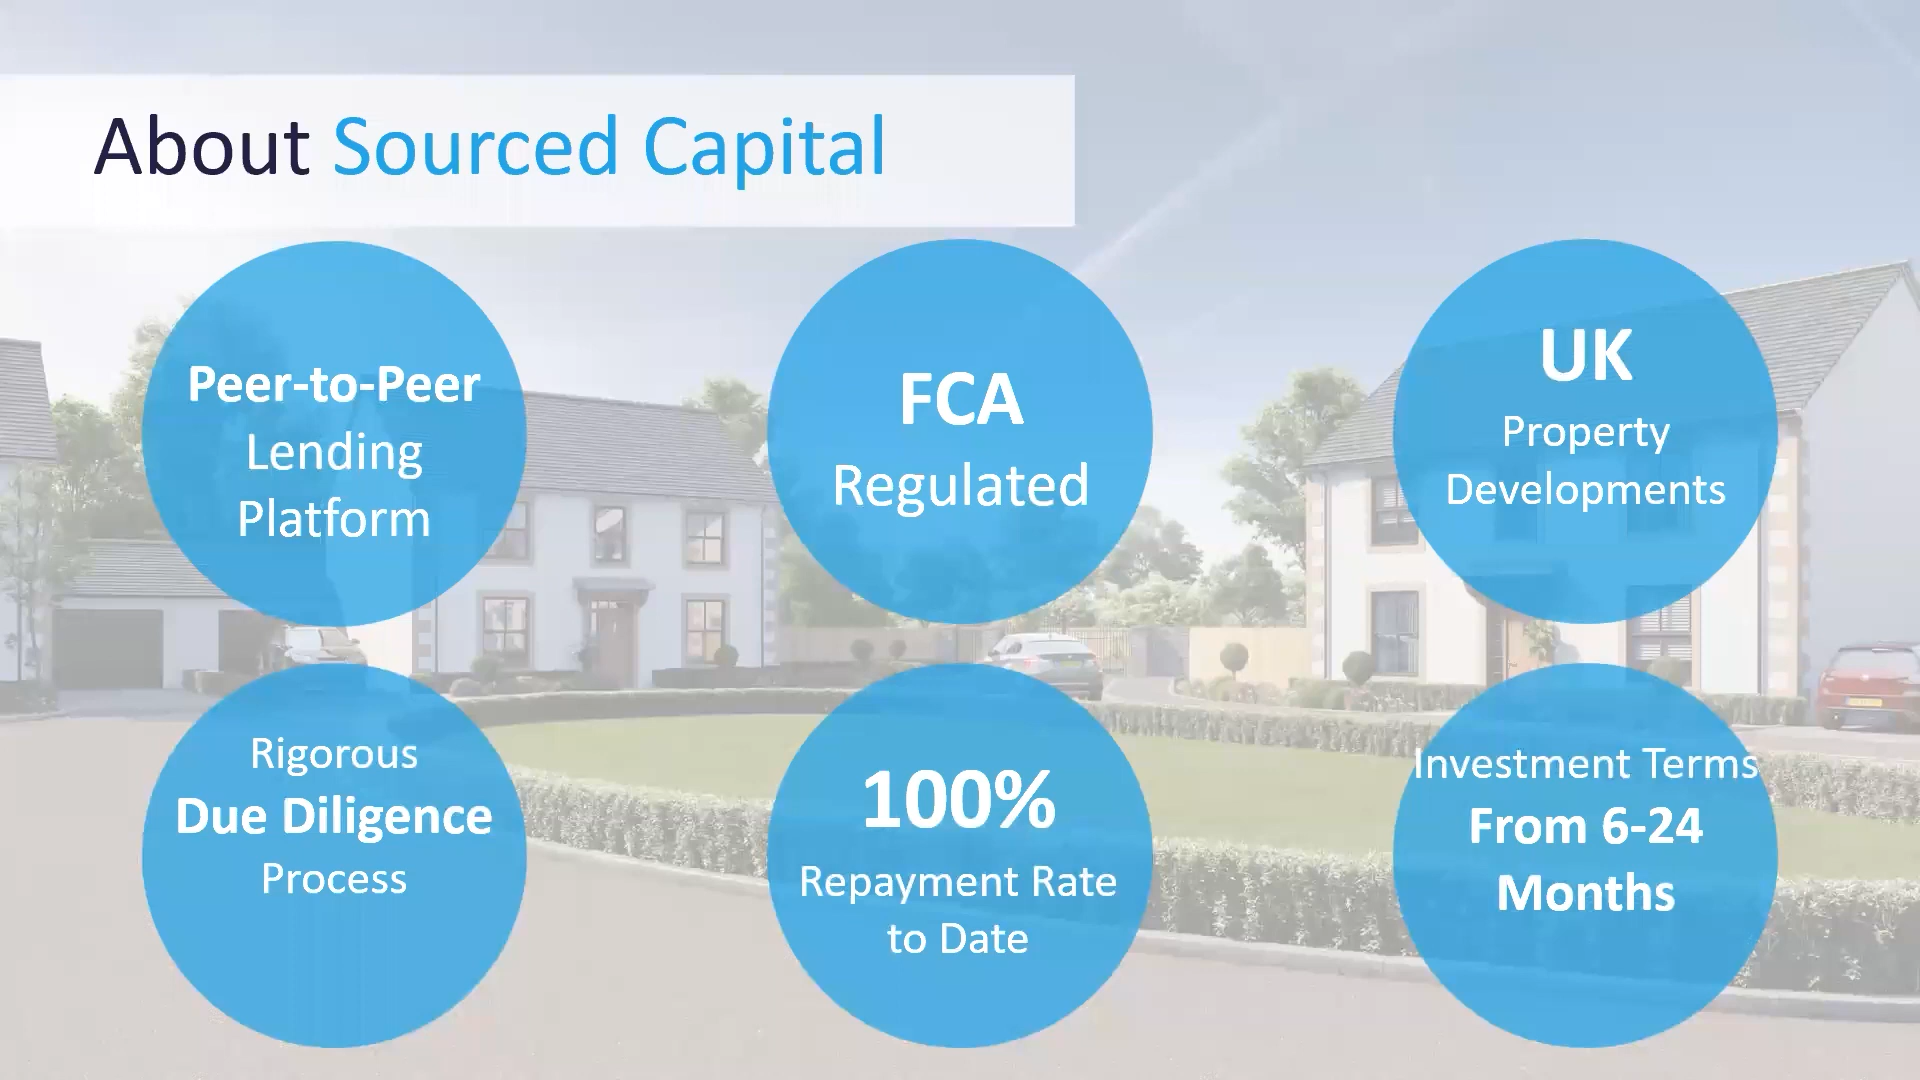 About Sourced Capital
Peer-to-Peer
Lending
Platform
FCA
Regulated
UK
Property
Developments
Rigorous
Due Diligence
Process
100%
Repayment Rate
to Date
Investment Terms
From 6-24
Months